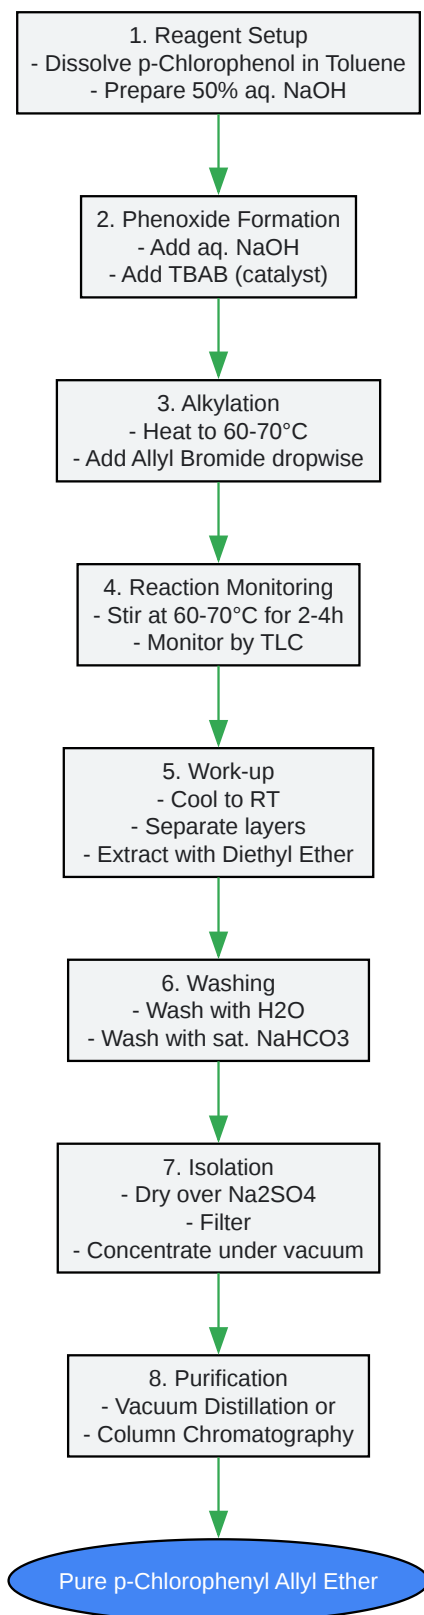 1. Reagent Setup
- Dissolve p-Chlorophenol in Toluene
- Prepare 50% aq. NaOH
2. Phenoxide Formation
- Add aq. NaOH
- Add TBAB (catalyst)
3. Alkylation
- Heat to 60-70°C
- Add Allyl Bromide dropwise
4. Reaction Monitoring
- Stir at 60-70°C for 2-4h
- Monitor by TLC
5. Work-up
- Cool to RT
- Separate layers
- Extract with Diethyl Ether
6. Washing
- Wash with H2O
- Wash with sat. NaHCO3
7. Isolation
- Dry over Na2SO4
- Filter
- Concentrate under vacuum
8. Purification
- Vacuum Distillation or
- Column Chromatography
Pure p-Chlorophenyl Allyl Ether